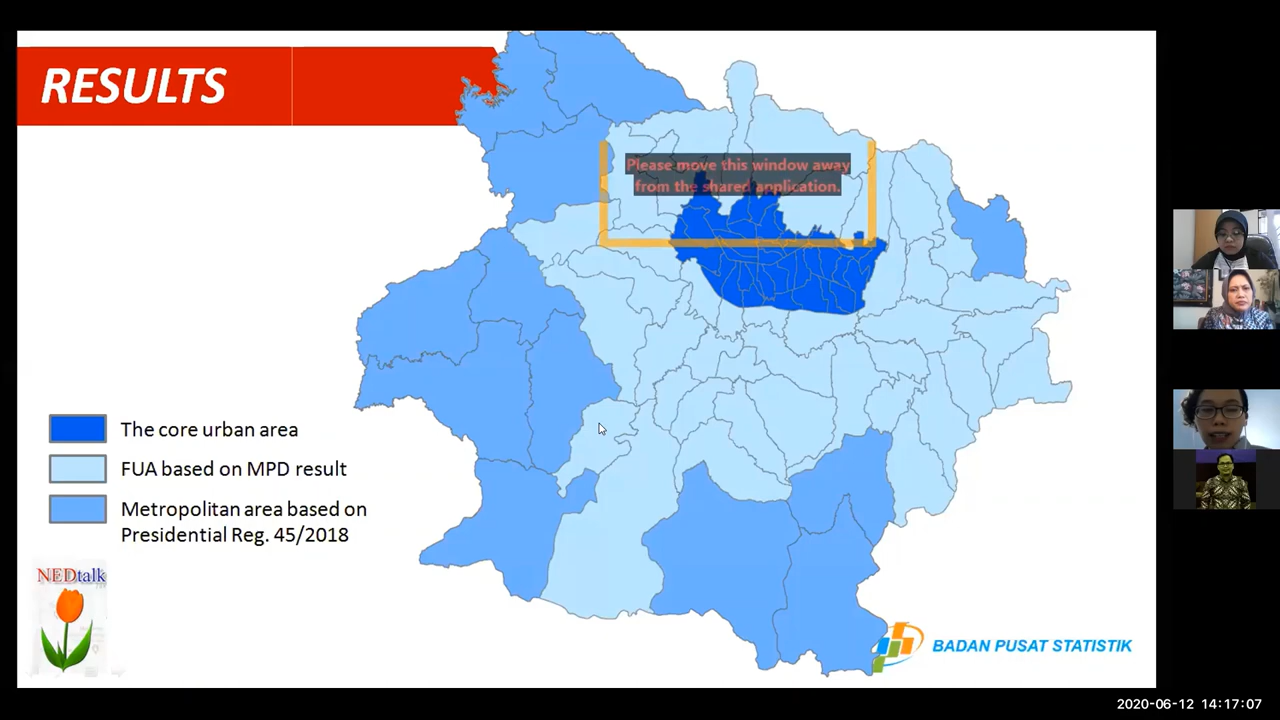 RESULTS
Please move this window away
from the shared application.
The core urban area
FUA based on MPD result
Metropolitan area based on
Presidential Reg. 45/2018
NEDtalk
BADAN PUSAT STATISTIK
2020-06-12 14:17:07